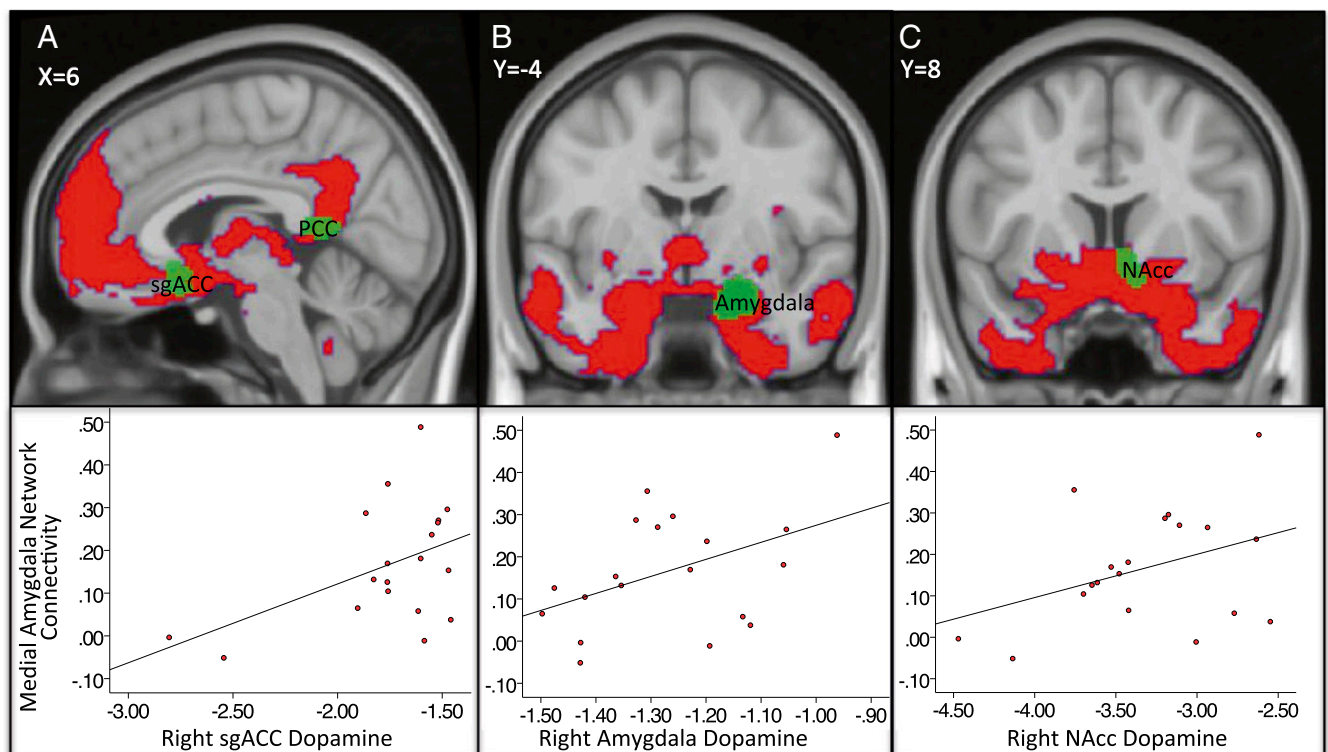 A
X=6
PCC
sgACC
B
Y=-4
Amygdala
C
Y=8
NAcc
Medial Amygdala Network
Connectivity
.50
.40
.30
.20
.10
.00
-.10
-3.00 -2.50 -2.00 -1.50
Right sgACC Dopamine
.50
.40
.30
.20
.10
.00
-.10
-1.50 -1.40 -1.30 -1.20 -1.10 -1.00 -.90
Right Amygdala Dopamine
.50
.40
.30
.20
.10
.00
-.10
-4.50 -4.00 -3.50 -3.00 -2.50
Right NAcc Dopamine